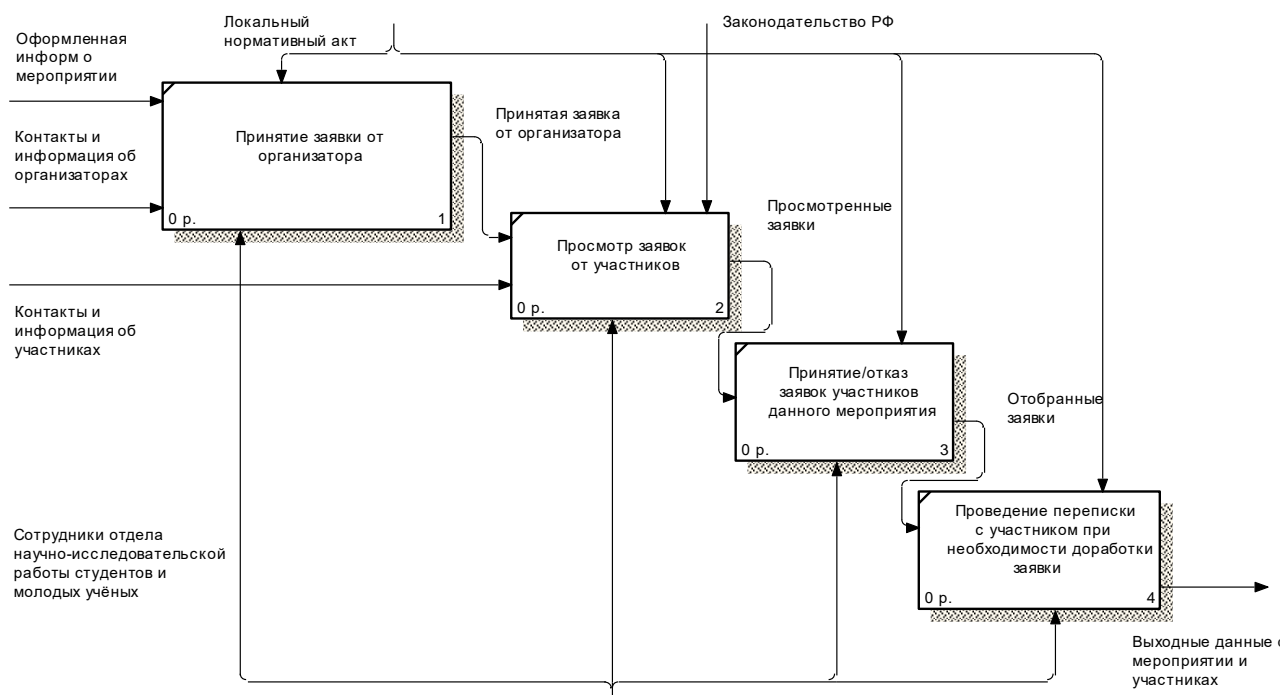 Локальный
нормативный акт
Законодательство РФ
Оформленная
информ о
мероприятии
Контакты и
информация об
организаторах
Принятие заявки от
организатора
0 р.
1
Принятая заявка
от организатора
Просмотр заявок
от участников
0 р.
2
Просмотренные
заявки
Контакты и
информация об
участниках
Принятие/отказ
заявок участников
данного мероприятия
0 р.
3
Отобранные
заявки
Проведение переписки
с участником при
необходимости доработки
заявки
0 р.
4
Сотрудники отдела
научно-исследовательской
работы студентов и
молодых учёных
Выходные данные о
мероприятии и
участниках